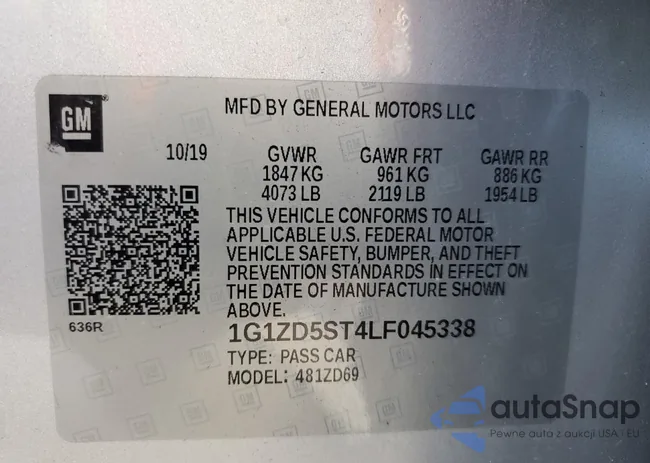 GM
MFD BY GENERAL MOTORS LLC
10/19 GVWR GAWR FRT GAWR RR
1847 KG 961 KG 886 KG
4073 LB 2119 LB 1954 LB
THIS VEHICLE CONFORMS TO ALL
APPLICABLE U.S. FEDERAL MOTOR
VEHICLE SAFETY, BUMPER, AND THEFT
PREVENTION STANDARDS IN EFFECT ON
THE DATE OF MANUFACTURE SHOWN
ABOVE.
636R
1G1ZD5ST4LF045338
TYPE: PASS CAR
MODEL: 481ZD69
autoSnap
Pewne auta z aukcji USA i EU